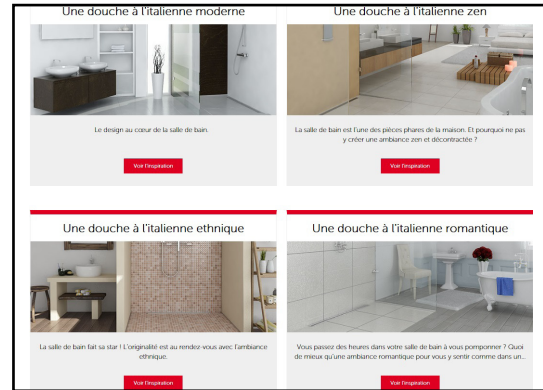 Une douche à l'italienne moderne
Une douche à l'italienne zen
Le design au cœur de la salle de bain.
La salle de bain est l'une des pièces phares de la maison. Et pourquoi ne pas
y créer une ambiance zen et décontractée ?
Voir l'inspiration
Voir l'inspiration
Une douche à l'italienne ethnique
Une douche à l'italienne romantique
La salle de bain fait sa star ! L'originalité est au rendez-vous avec l'ambiance
ethnique.
Vous passez des heures dans votre salle de bain à vous pomponner ? Quoi
de mieux qu'une ambiance romantique pour vous y sentir comme dans un...
Voir l'inspiration
Voir l'inspiration